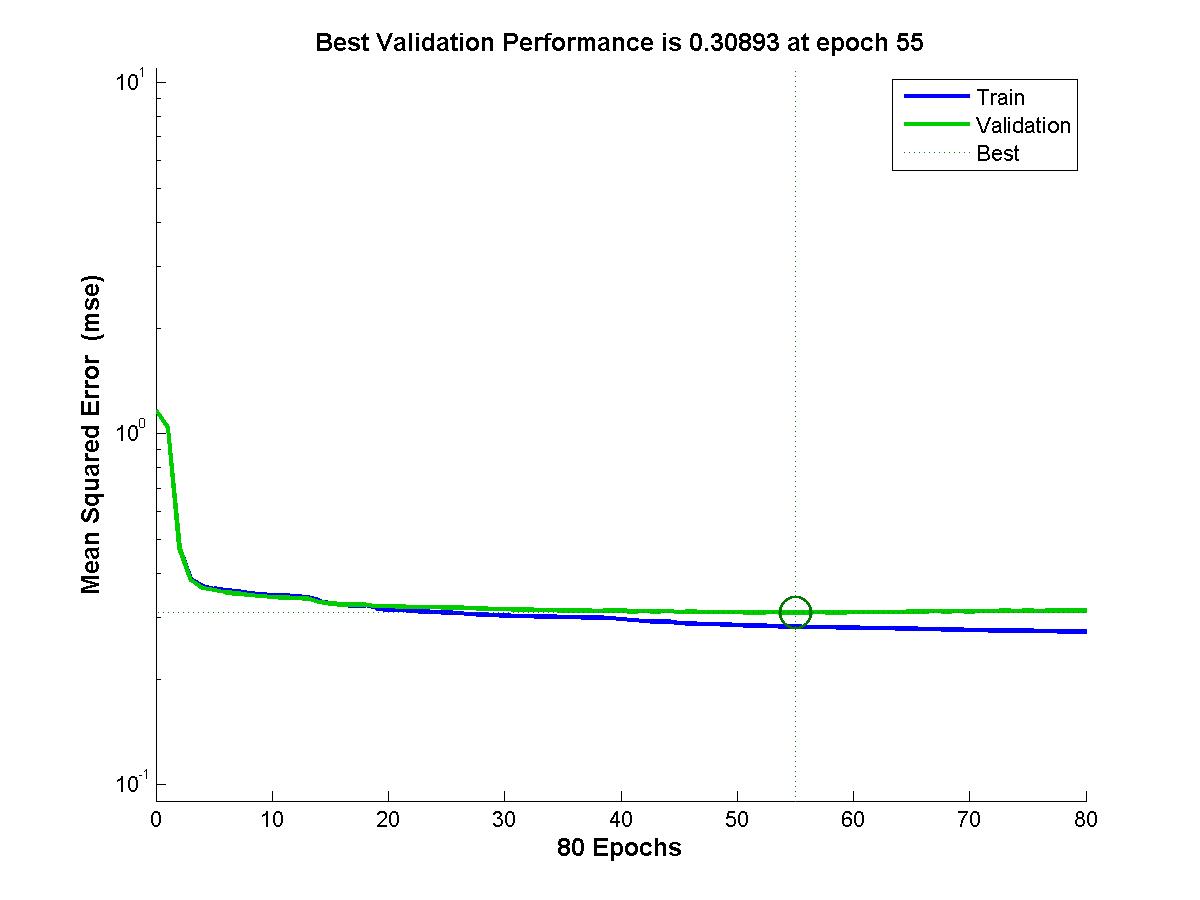 Best Validation Performance is 0.30893 at epoch 55
10^1
Train
Validation
Best
Mean Squared Error (mse)
10^0
10^-1
0 10 20 30 40 50 60 70 80
80 Epochs